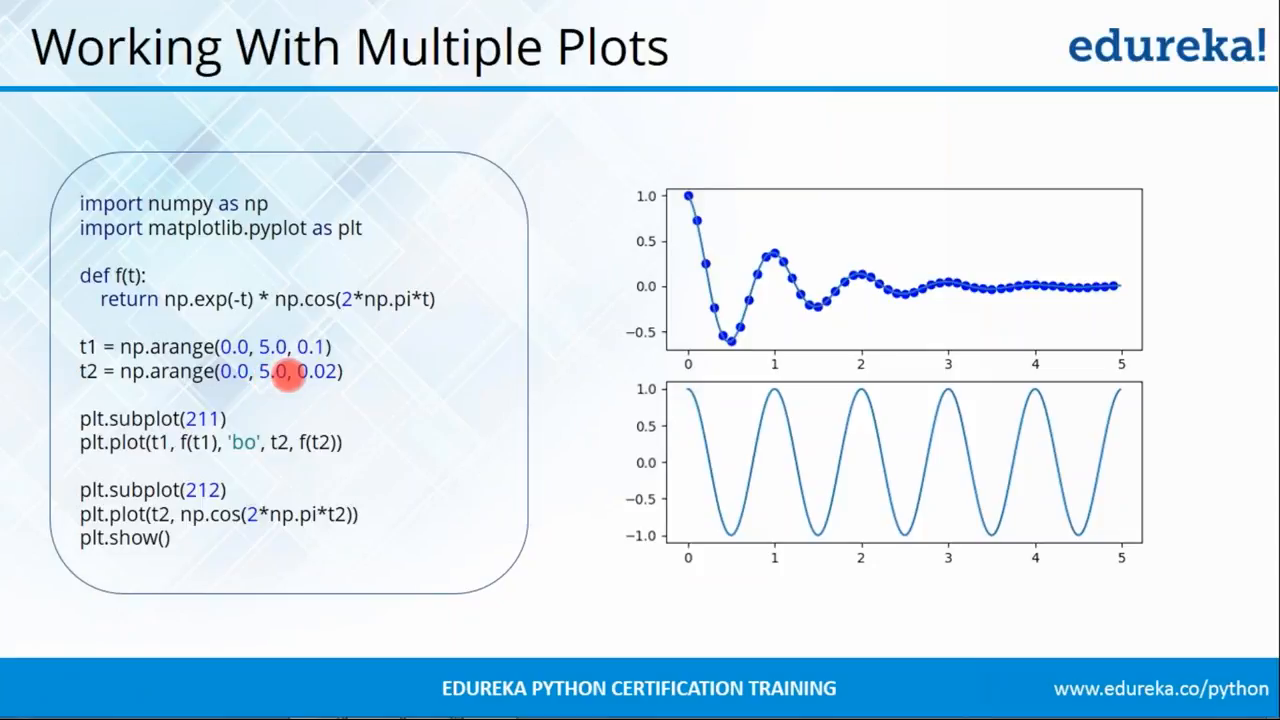 Working With Multiple Plots
edureka!
import numpy as np
import matplotlib.pyplot as plt
def f(t):
return np.exp(-t) * np.cos(2*np.pi*t)
t1 = np.arange(0.0, 5.0, 0.1)
t2 = np.arange(0.0, 5.0, 0.02)
plt.subplot(211)
plt.plot(t1, f(t1), 'bo', t2, f(t2))
plt.subplot(212)
plt.plot(t2, np.cos(2*np.pi*t2))
plt.show()
1.0
0.5
0.0
−0.5
0 1 2 3 4 5
1.0
0.5
0.0
−0.5
−1.0
0 1 2 3 4 5
EDUREKA PYTHON CERTIFICATION TRAINING
www.edureka.co/python